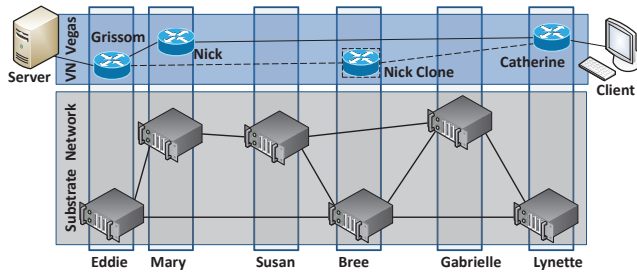 VN Vegas
Server
Grissom
Nick
Nick Clone
Catherine
Client
Substrate Network
Eddie
Mary
Susan
Bree
Gabrielle
Lynette